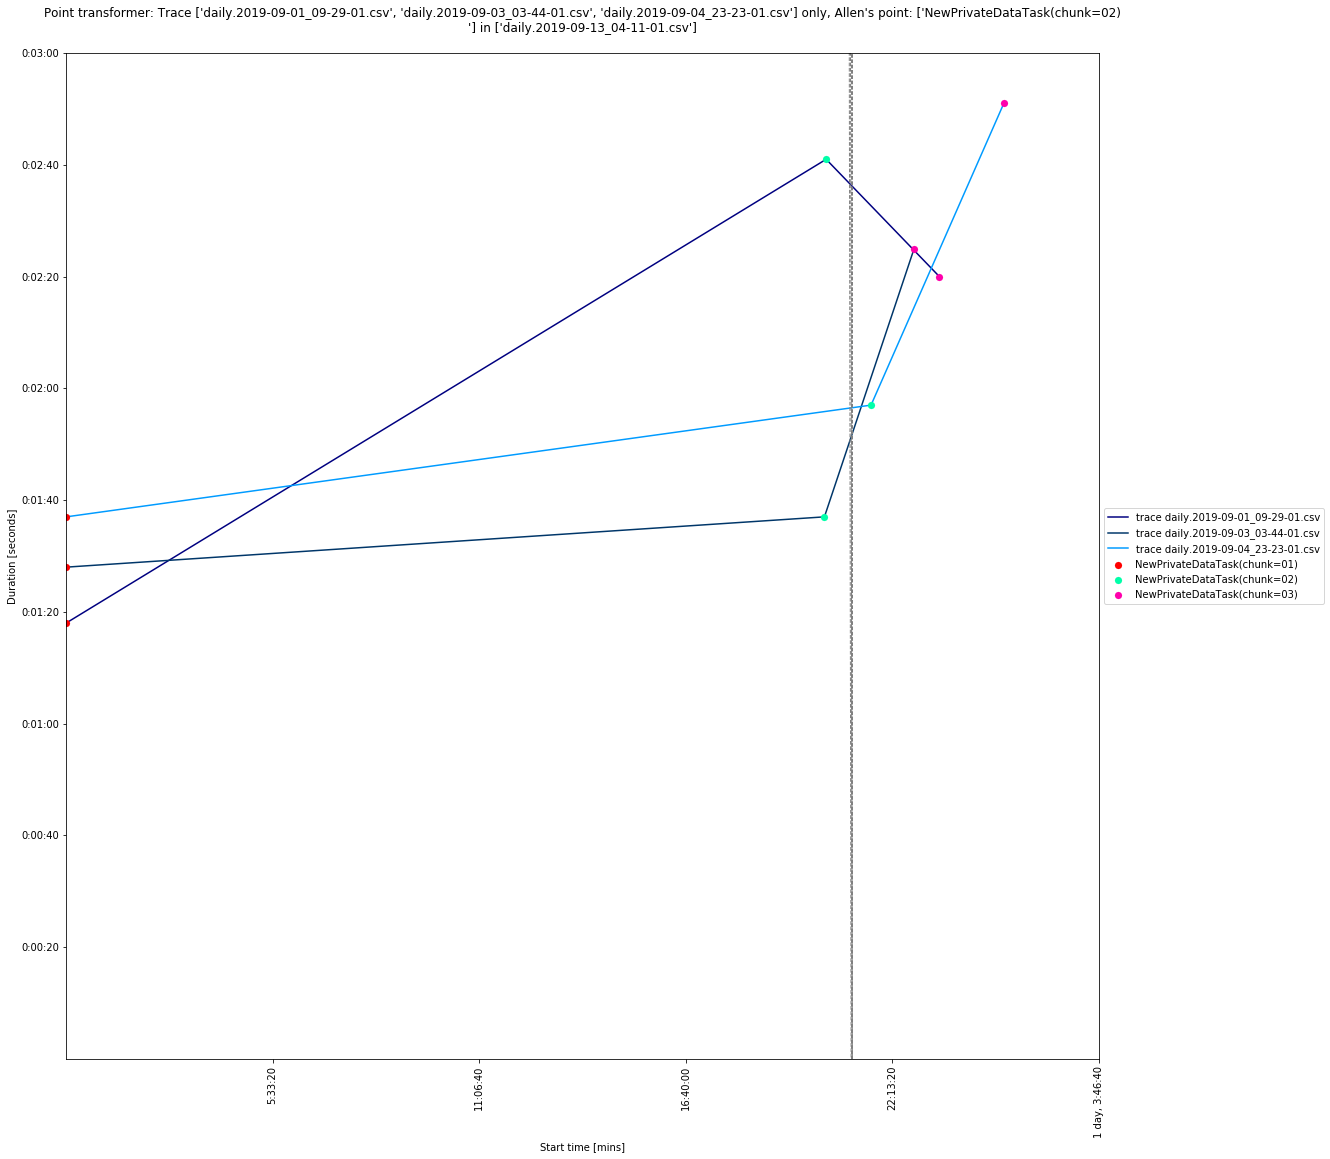 Point transformer: Trace ['daily.2019-09-01_09-29-01.csv', 'daily.2019-09-03_03-44-01.csv', 'daily.2019-09-04_23-23-01.csv'] only, Allen's point: ['NewPrivateDataTask(chunk=02)
'] in ['daily.2019-09-13_04-11-01.csv']
0:03:00
0:02:40
0:02:20
0:02:00
0:01:40
0:01:20
0:01:00
0:00:40
0:00:20
Duration [seconds]
5:33:20
11:06:40
16:40:00
22:13:20
1 day, 3:46:40
Start time [mins]
trace daily.2019-09-01_09-29-01.csv
trace daily.2019-09-03_03-44-01.csv
trace daily.2019-09-04_23-23-01.csv
NewPrivateDataTask(chunk=01)
NewPrivateDataTask(chunk=02)
NewPrivateDataTask(chunk=03)